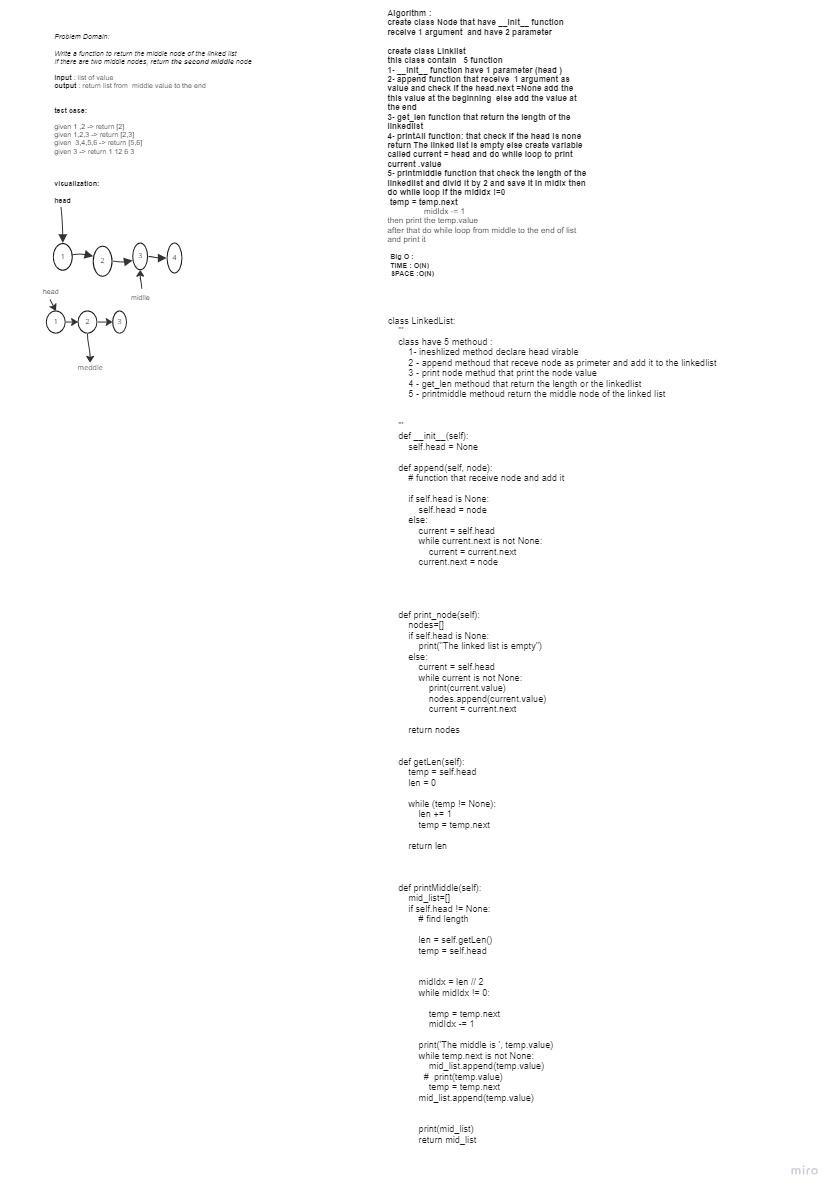 Problem Domain:
Write a function to return the middle node of the linked list
if there are two middle nodes, return the second middle node
input : list of value
output : return list from middle value to the end
test case:
given 1 ,2 -> return [2]
given 1,2,3 -> return [2,3]
given 3,4,5,6 -> return [5,6]
given 3 -> return 1 12 6 3
visualization:
head
1
2
3
4
midlle
head
1
2
3
meddle
Algorithm :
create class Node that have __init__ function
receive 1 argument and have 2 parameter
create class Linklist
this class contain 5 function
1- __init__ function have 1 parameter (head )
2- append function that receive 1 argument as
value and check if the head.next =None add the
this value at the beginning else add the value at
the end
3- get_len function that return the length of the
linkedlist
4- printAll function: that check if the head is none
return The linked list is empty else create variable
called current = head and do while loop to print
current .value
5- printmiddle function that check the length of the
linkedlist and divid it by 2 and save it in midix then
do while loop if the midIdx !=0
temp = temp.next
midIdx -= 1
then print the temp.value
after that do while loop from middle to the end of list
and print it
Big O :
TIME : O(N)
SPACE :O(N)
class LinkedList:
'''
class have 5 methoud :
1- ineshlized method declare head virable
2 - append methoud that receve node as primeter and add it to the linkedlist
3 - print node methud that print the node value
4 - get_len methoud that return the length or the linkedlist
5 - printmiddle methoud return the middle node of the linked list
'''
def __init__(self):
self.head = None
def append(self, node):
# function that receive node and add it
if self.head is None:
self.head = node
else:
current = self.head
while current.next is not None:
current = current.next
current.next = node
def print_node(self):
nodes=[]
if self.head is None:
print("The linked list is empty")
else:
current = self.head
while current is not None:
print(current.value)
nodes.append(current.value)
current = current.next
return nodes
def getLen(self):
temp = self.head
len = 0
while (temp != None):
len += 1
temp = temp.next
return len
def printMiddle(self):
mid_list=[]
if self.head != None:
# find length
len = self.getLen()
temp = self.head
midIdx = len // 2
while midIdx != 0:
temp = temp.next
midIdx -= 1
print('The middle is ', temp.value)
while temp.next is not None:
mid_list.append(temp.value)
# print(temp.value)
temp = temp.next
mid_list.append(temp.value)
print(mid_list)
return mid_list
miro